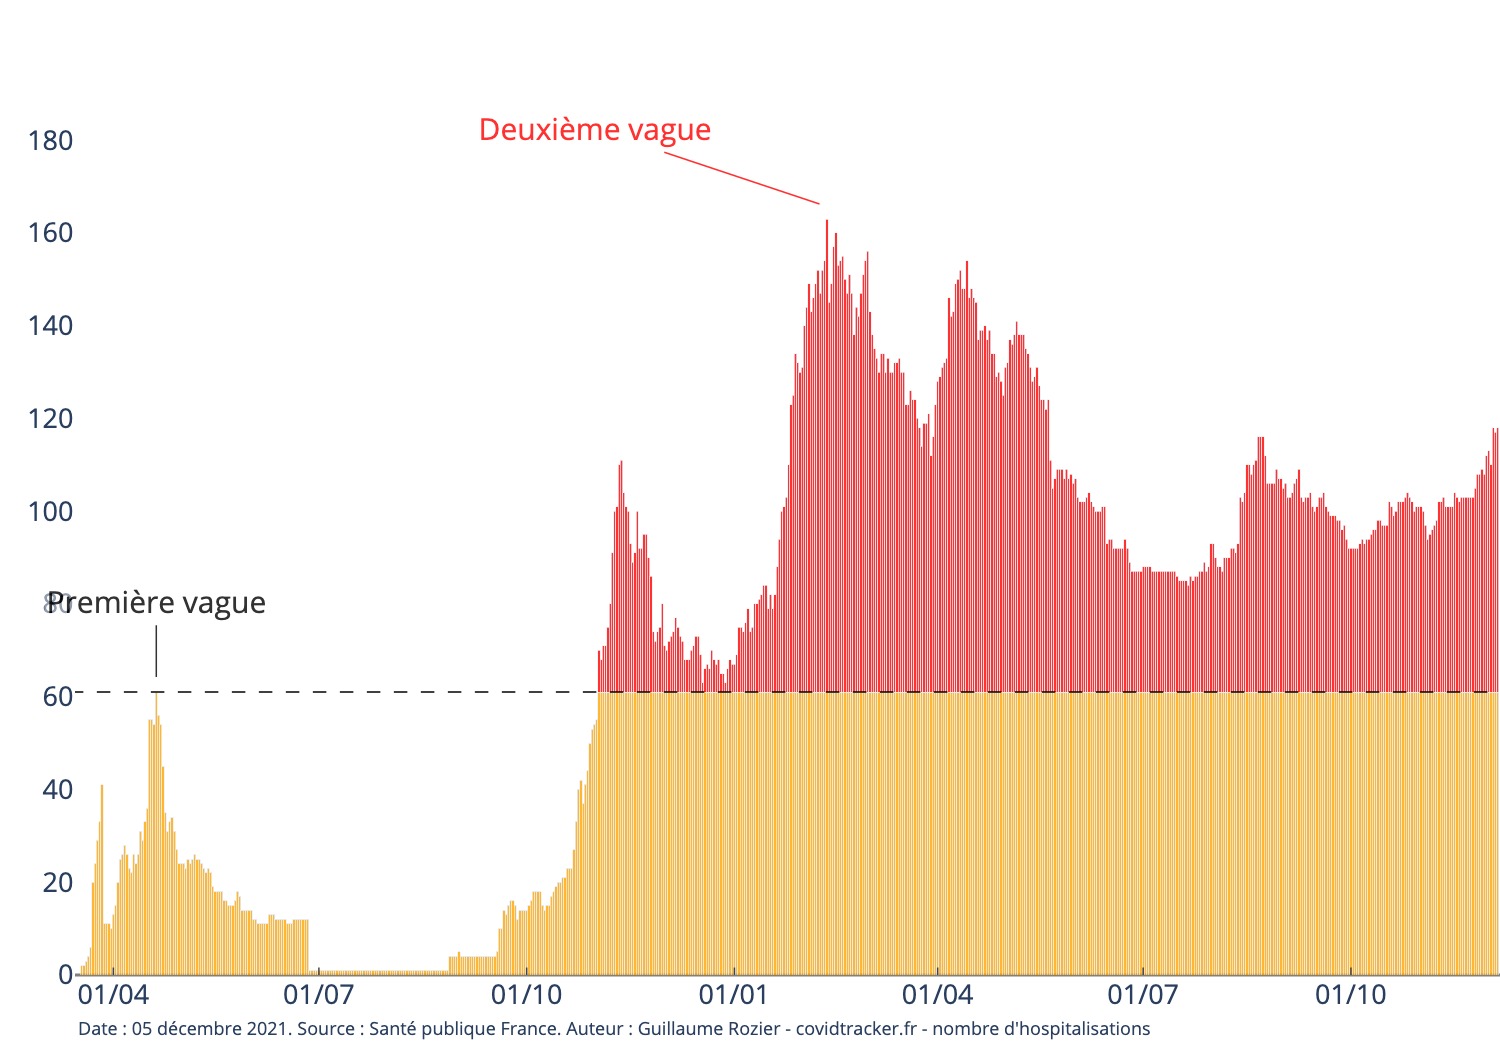 Deuxième vague
180
160
140
120
100
80
Première vague
60
40
20
0
01/04 01/07 01/10 01/01 01/04 01/07 01/10
Date : 05 décembre 2021. Source : Santé publique France. Auteur : Guillaume Rozier - covidtracker.fr - nombre d'hospitalisations